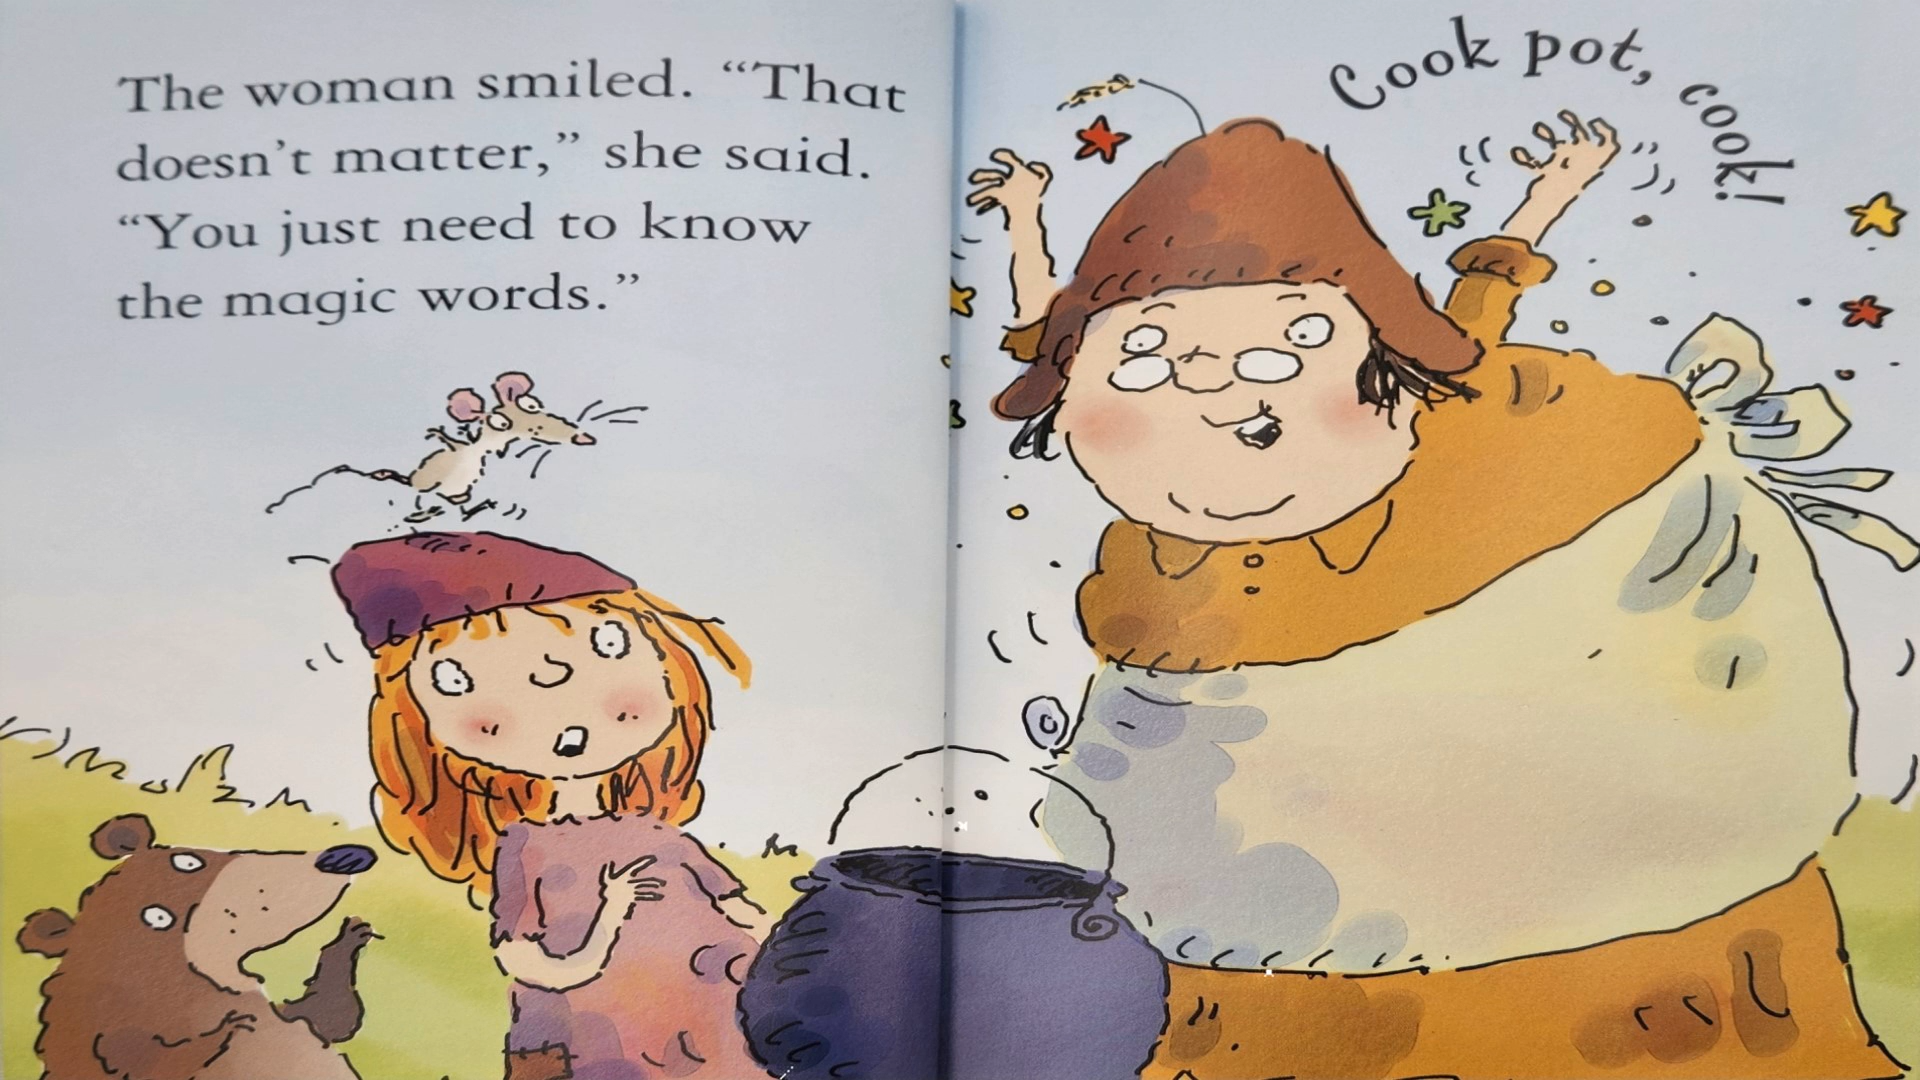 The woman smiled. “That
doesn’t matter,” she said.
“You just need to know
the magic words.”
Cook pot, cook!